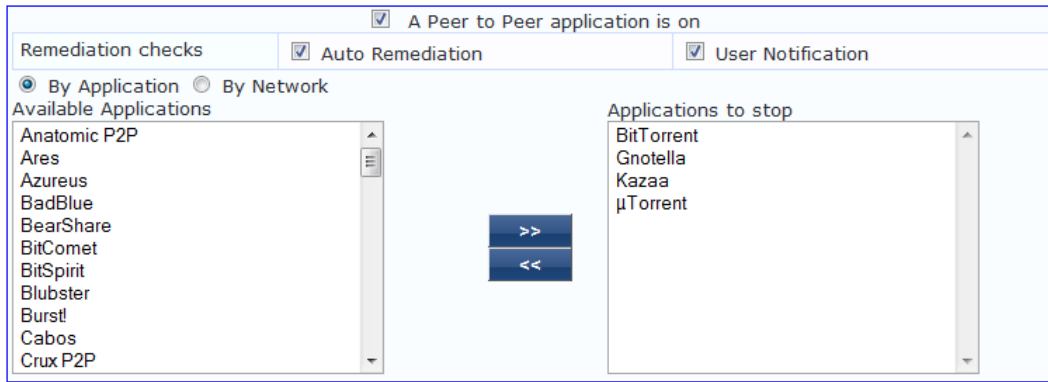 A Peer to Peer application is on
Remediation checks
Auto Remediation
User Notification
By Application
By Network
Available Applications
Anatomic P2P
Ares
Azureus
BadBlue
BearShare
BitComet
BitSpirit
Blubster
Burst!
Cabos
Crux P2P
>>
<<
Applications to stop
BitTorrent
Gnotella
Kazaa
µTorrent